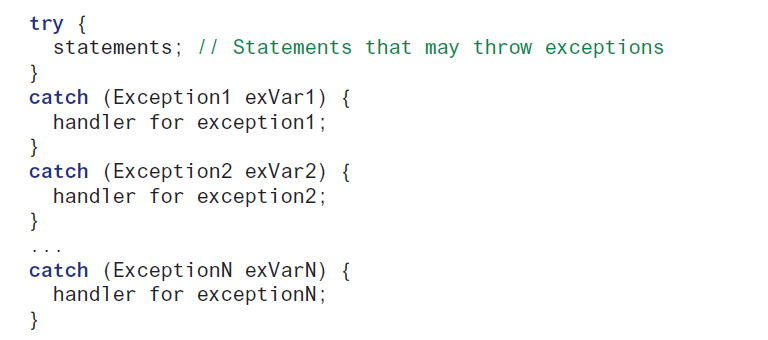 try {
  statements; // Statements that may throw exceptions
}
catch (Exception1 exVar1) {
  handler for exception1;
}
catch (Exception2 exVar2) {
  handler for exception2;
}
...
catch (ExceptionN exVarN) {
  handler for exceptionN;
}